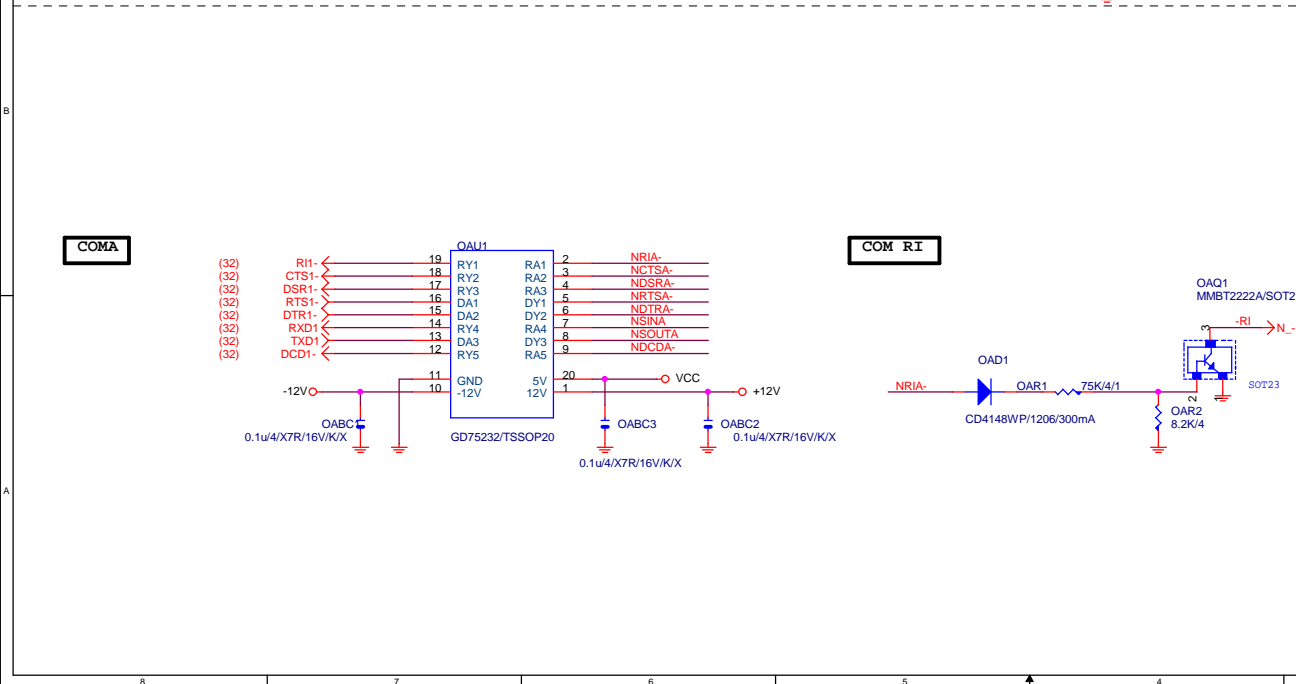 B
COMA
COM RI
OAU1
(32) RI1- 19 RY1 RA1 2 NRIA-
(32) CTS1- 18 RY2 RA2 3 NCTSA-
(32) DSR1- 17 RY3 RA3 4 NDSRA-
(32) RTS1- 16 DA1 DY1 5 NRTSA-
(32) DTR1- 15 DA2 DY2 6 NDTRA-
(32) RXD1 14 RY4 RA4 7 NSINA
(32) TXD1 13 DA3 DY3 8 NSOUTA
(32) DCD1- 12 RY5 RA5 9 NDCDA-
11 GND 5V 20 VCC
-12V 10 -12V 12V 1 +12V
OABC1
0.1u/4/X7R/16V/K/X
GD75232/TSSOP20
OABC3
0.1u/4/X7R/16V/K/X
OABC2
0.1u/4/X7R/16V/K/X
OAQ1
MMBT2222A/SOT2
3
-RI
N_-
SOT23
2
1
NRIA-
OAD1
CD4148WP/1206/300mA
OAR1
75K/4/1
OAR2
8.2K/4
A
8 7 6 5 4